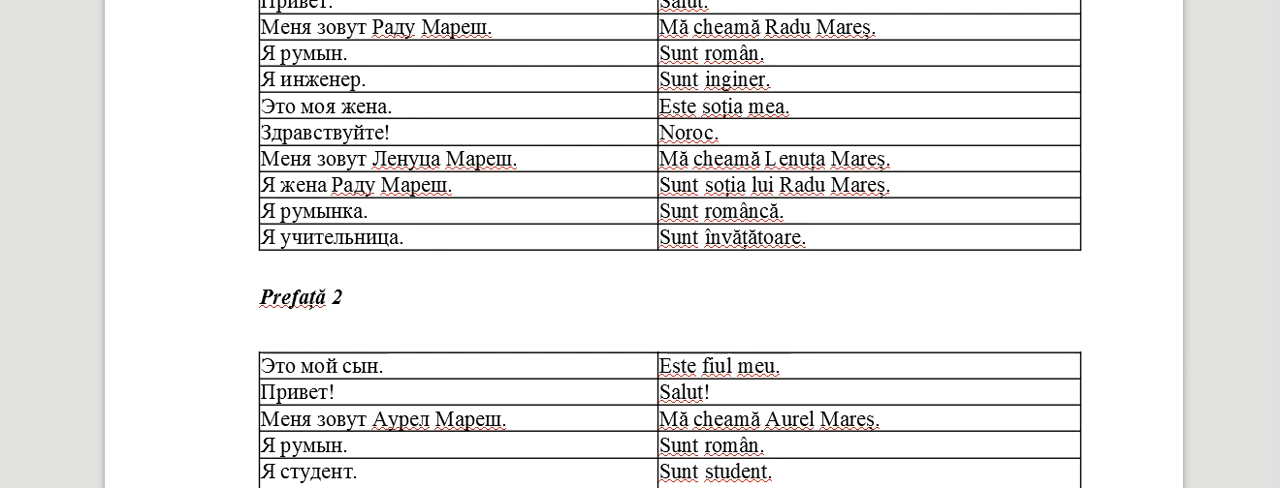 Привет. Salut.
Меня зовут Раду Мареш. Mă cheamă Radu Mareș.
Я румын. Sunt român.
Я инженер. Sunt inginer.
Это моя жена. Este soția mea.
Здравствуйте! Noroc.
Меня зовут Ленуца Мареш. Mă cheamă Lenuța Mareș.
Я жена Раду Мареш. Sunt soția lui Radu Mareș.
Я румынка. Sunt româncă.
Я учительница. Sunt învățătoare.
Prefață 2
Это мой сын. Este fiul meu.
Привет! Salut!
Меня зовут Аурел Мареш. Mă cheamă Aurel Mareș.
Я румын. Sunt român.
Я студент. Sunt student.